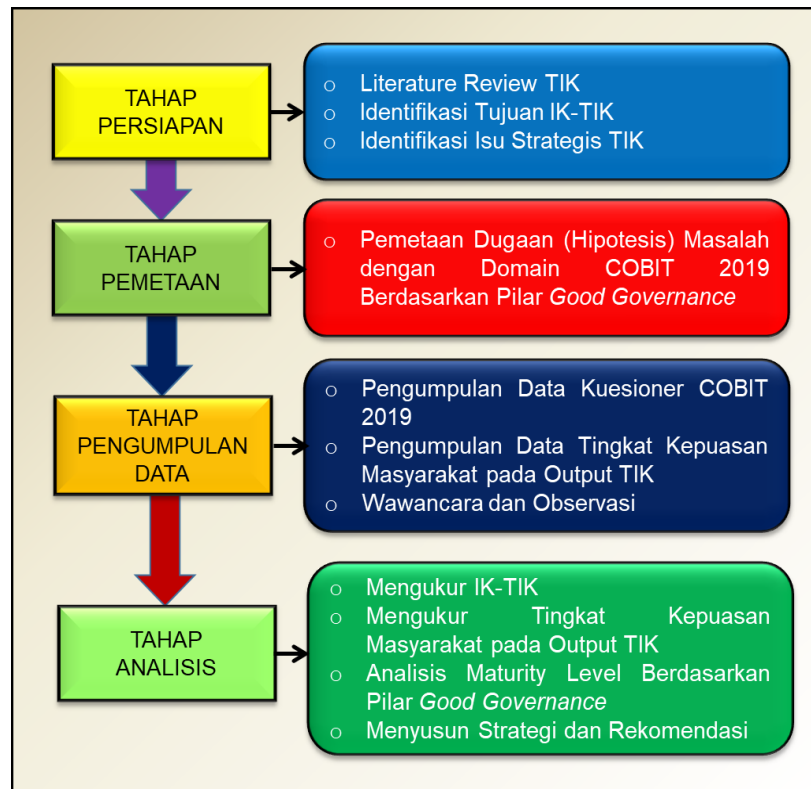 TAHAP
PERSIAPAN
○ Literature Review TIK
○ Identifikasi Tujuan IK-TIK
○ Identifikasi Isu Strategis TIK
TAHAP
PEMETAAN
○ Pemetaan Dugaan (Hipotesis) Masalah
dengan Domain COBIT 2019
Berdasarkan Pilar Good Governance
TAHAP
PENGUMPULAN
DATA
○ Pengumpulan Data Kuesioner COBIT
2019
○ Pengumpulan Data Tingkat Kepuasan
Masyarakat pada Output TIK
○ Wawancara dan Observasi
TAHAP
ANALISIS
○ Mengukur IK-TIK
○ Mengukur Tingkat Kepuasan
Masyarakat pada Output TIK
○ Analisis Maturity Level Berdasarkan
Pilar Good Governance
○ Menyusun Strategi dan Rekomendasi